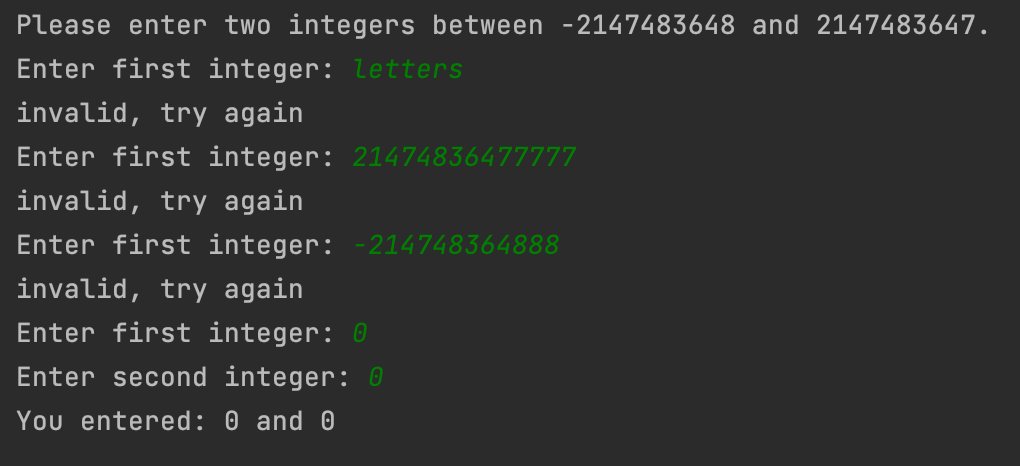 Please enter two integers between -2147483648 and 2147483647.
Enter first integer: letters
invalid, try again
Enter first integer: 21474836477777
invalid, try again
Enter first integer: -214748364888
invalid, try again
Enter first integer: 0
Enter second integer: 0
You entered: 0 and 0